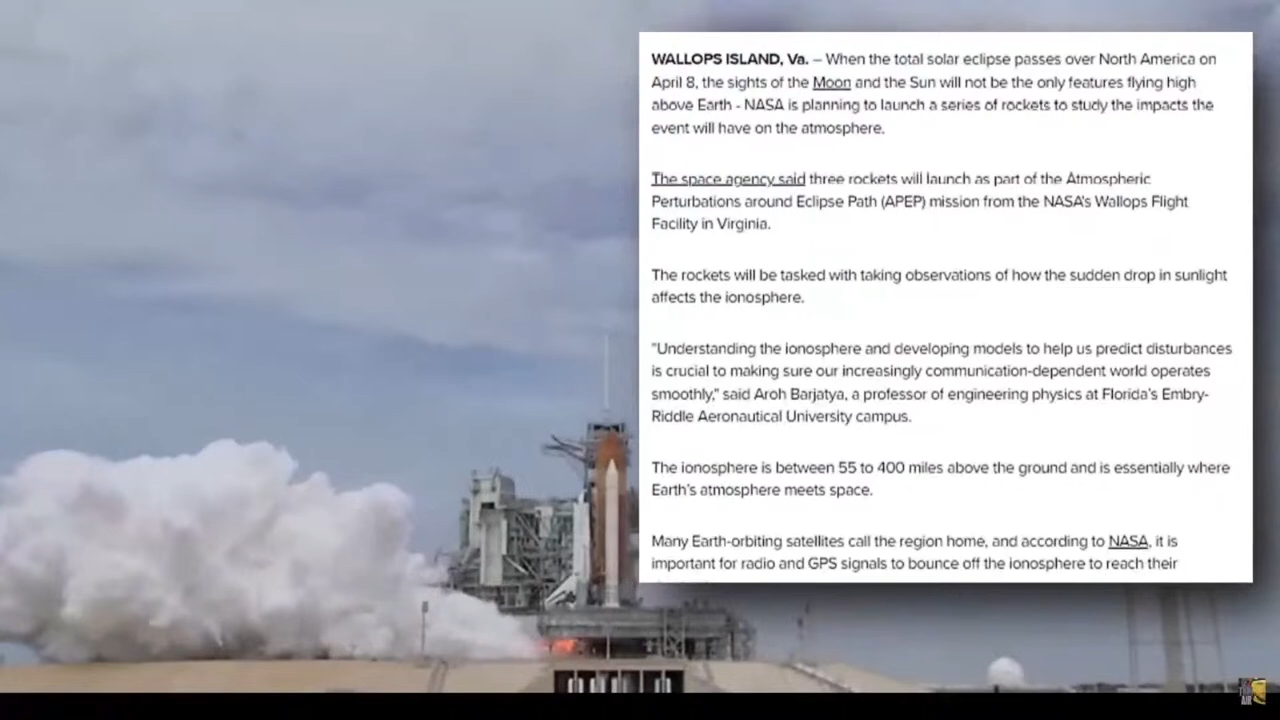 WALLOPS ISLAND, Va. – When the total solar eclipse passes over North America on
April 8, the sights of the Moon and the Sun will not be the only features flying high
above Earth - NASA is planning to launch a series of rockets to study the impacts the
event will have on the atmosphere.
The space agency said three rockets will launch as part of the Atmospheric
Perturbations around Eclipse Path (APEP) mission from the NASA's Wallops Flight
Facility in Virginia.
The rockets will be tasked with taking observations of how the sudden drop in sunlight
affects the ionosphere.
"Understanding the ionosphere and developing models to help us predict disturbances
is crucial to making sure our increasingly communication-dependent world operates
smoothly," said Aroh Barjatya, a professor of engineering physics at Florida's Embry-
Riddle Aeronautical University campus.
The ionosphere is between 55 to 400 miles above the ground and is essentially where
Earth's atmosphere meets space.
Many Earth-orbiting satellites call the region home, and according to NASA, it is
important for radio and GPS signals to bounce off the ionosphere to reach their